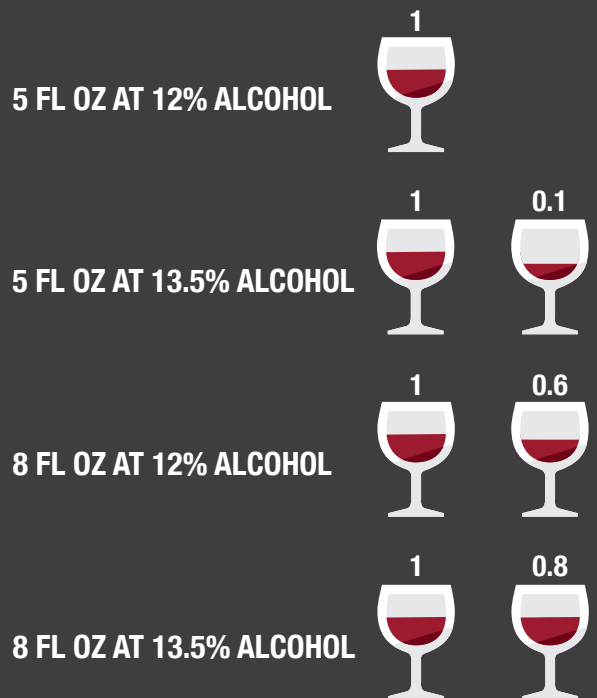 1
5 FL OZ AT 12% ALCOHOL
1 0.1
5 FL OZ AT 13.5% ALCOHOL
1 0.6
8 FL OZ AT 12% ALCOHOL
1 0.8
8 FL OZ AT 13.5% ALCOHOL